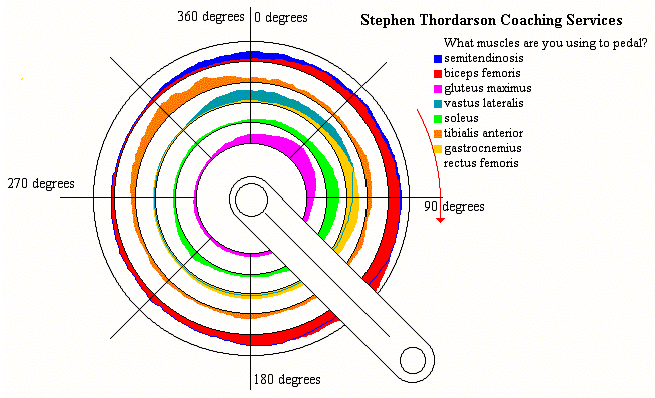 Stephen Thordarson Coaching Services
360 degrees
0 degrees
What muscles are you using to pedal?
semitendinosis
biceps femoris
gluteus maximus
vastus lateralis
soleus
tibialis anterior
gastrocnemius
rectus femoris
270 degrees
90 degrees
180 degrees